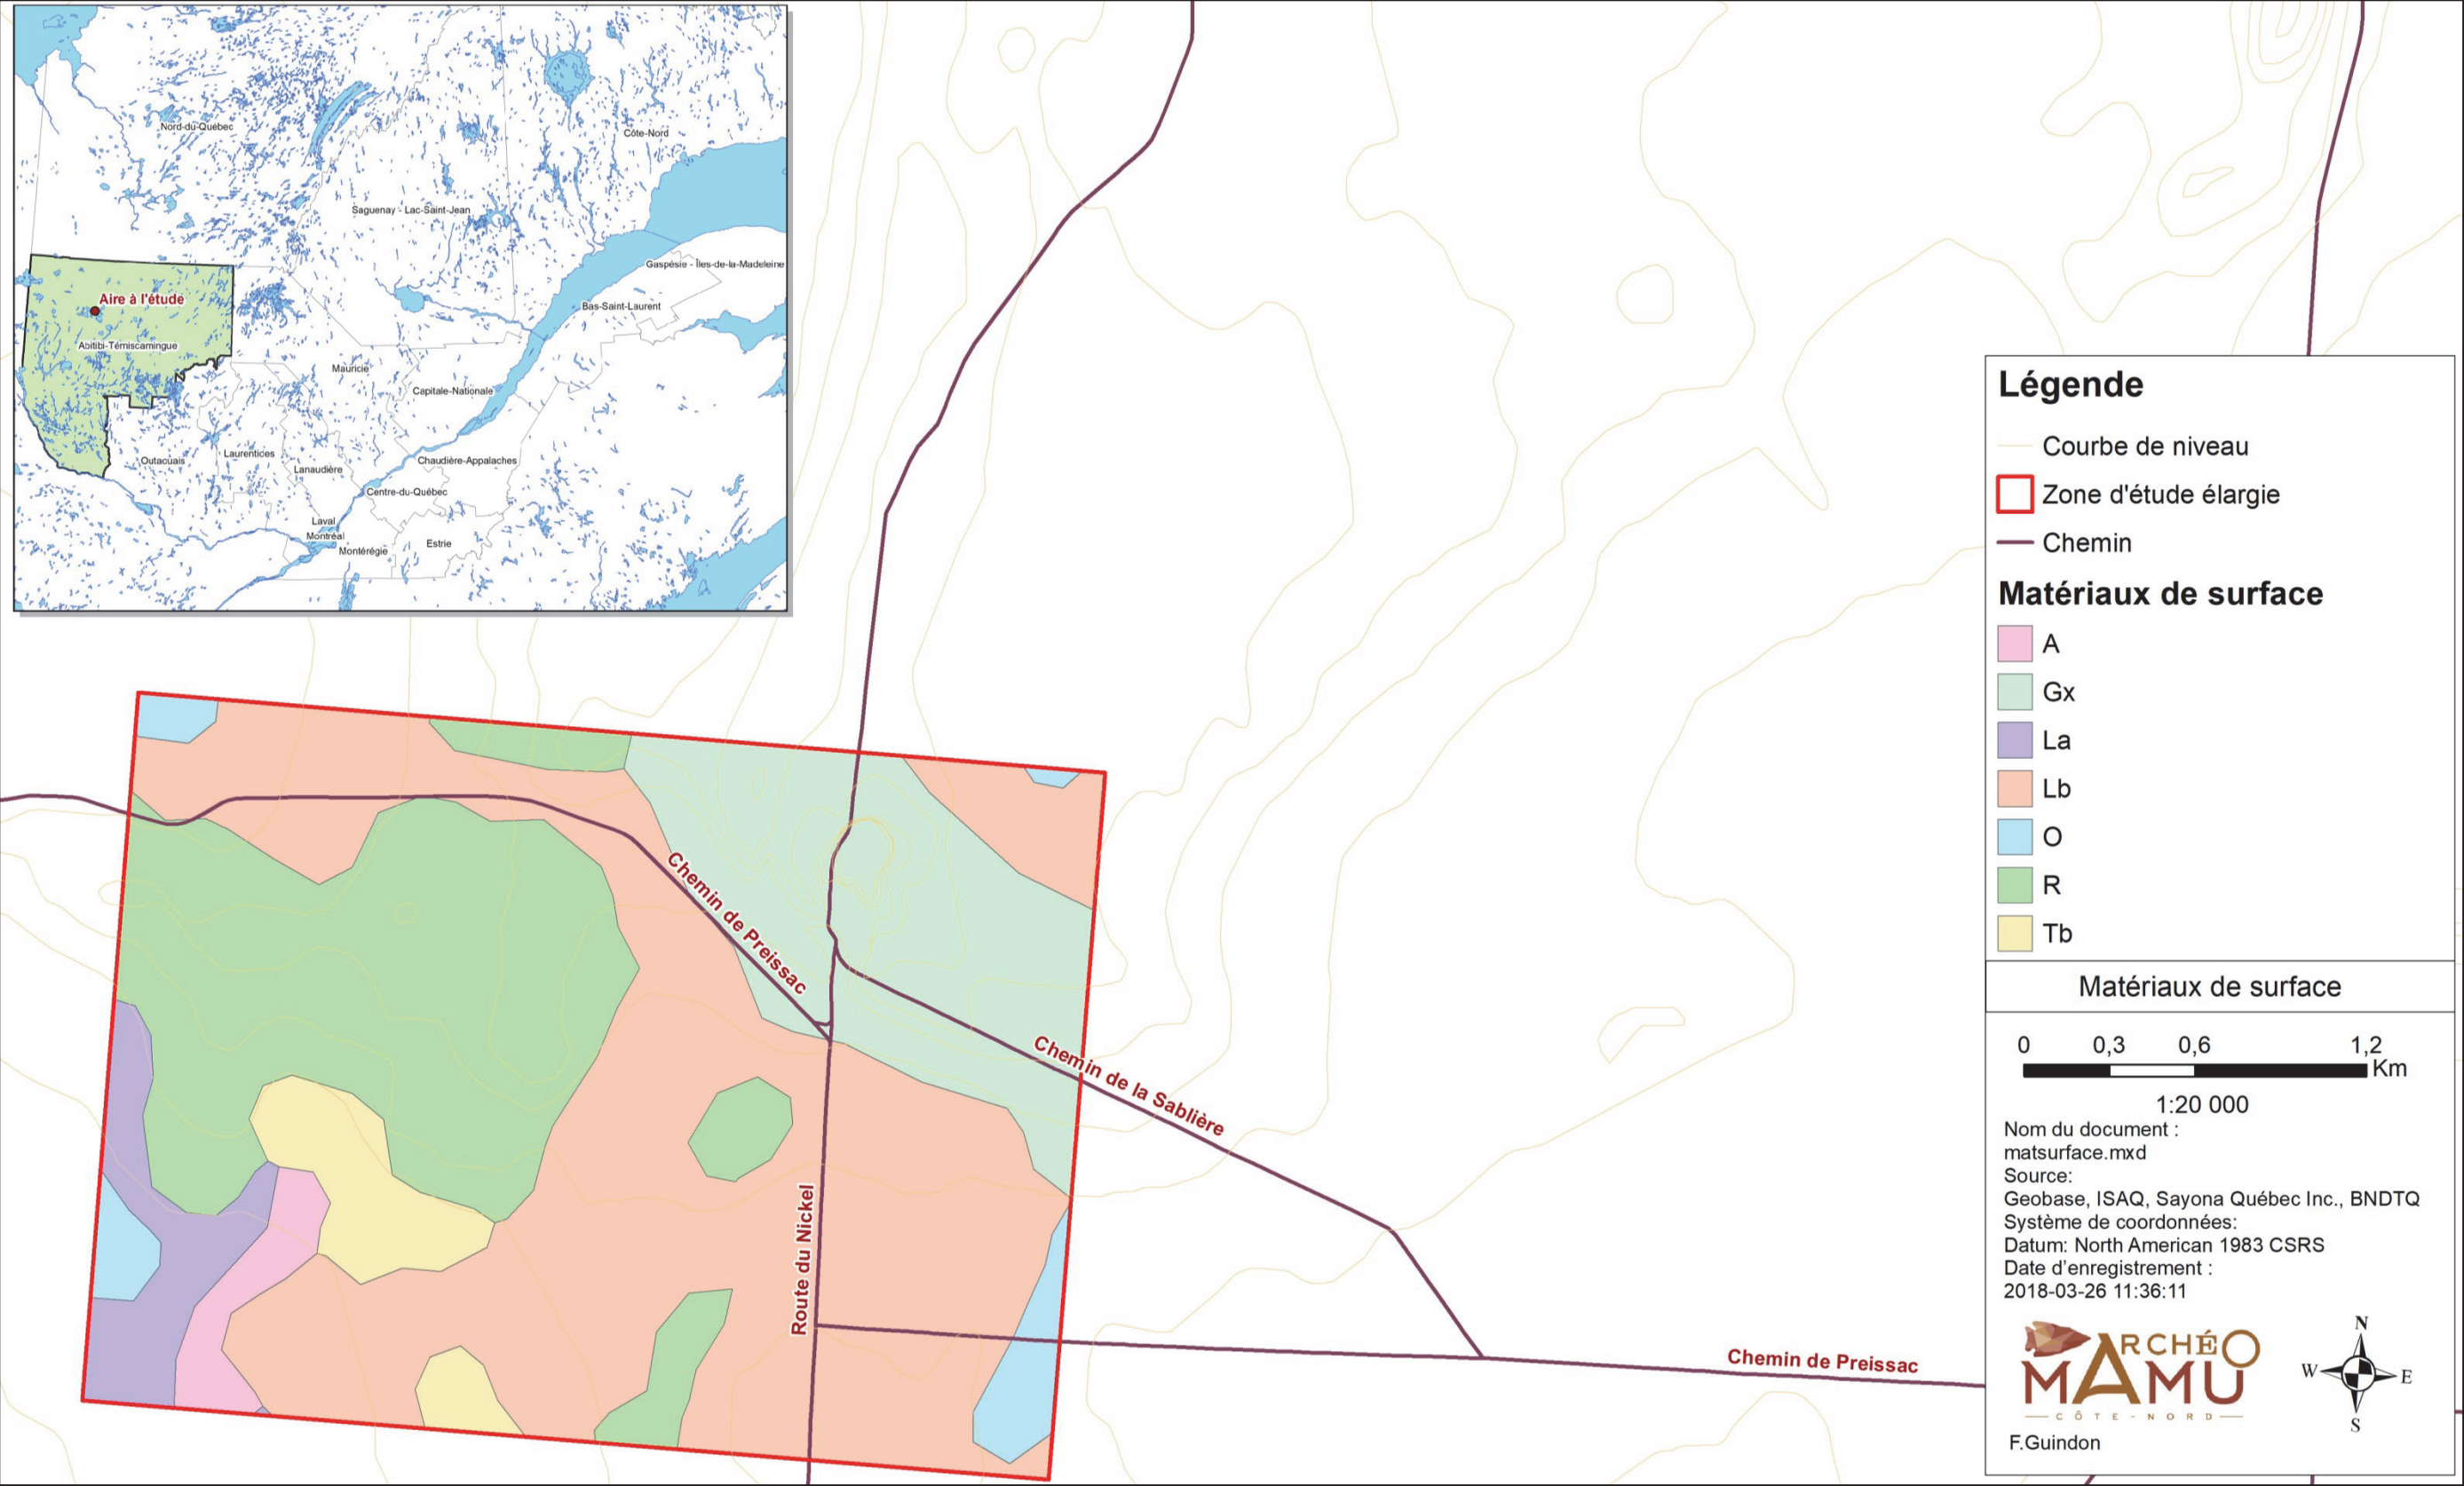 Nord-du-Québec
Côte-Nord
Saguenay - Lac-Saint-Jean
Gaspésie - Îles-de-la-Madeleine
Bas-Saint-Laurent
Aire à l'étude
Abitibi-Témiscamingue
Mauricie
Capitale-Nationale
Outaouais
Laurentices
Lanaudière
Chaudière-Appalaches
Centre-du-Québec
Laval
Montréal
Montérégie
Estrie
Chemin de Preissac
Chemin de la Sablière
Route du Nickel
Chemin de Preissac
Légende
Courbe de niveau
Zone d'étude élargie
Chemin
Matériaux de surface
A
Gx
La
Lb
O
R
Tb
Matériaux de surface
0 0,3 0,6 1,2
Km
1:20 000
Nom du document :
matsurface.mxd
Source:
Geobase, ISAQ, Sayona Québec Inc., BNDTQ
Système de coordonnées:
Datum: North American 1983 CSRS
Date d'enregistrement :
2018-03-26 11:36:11
ARCHÉO
MAMU
CÔTE-NORD
N
W E
S
F.Guindon